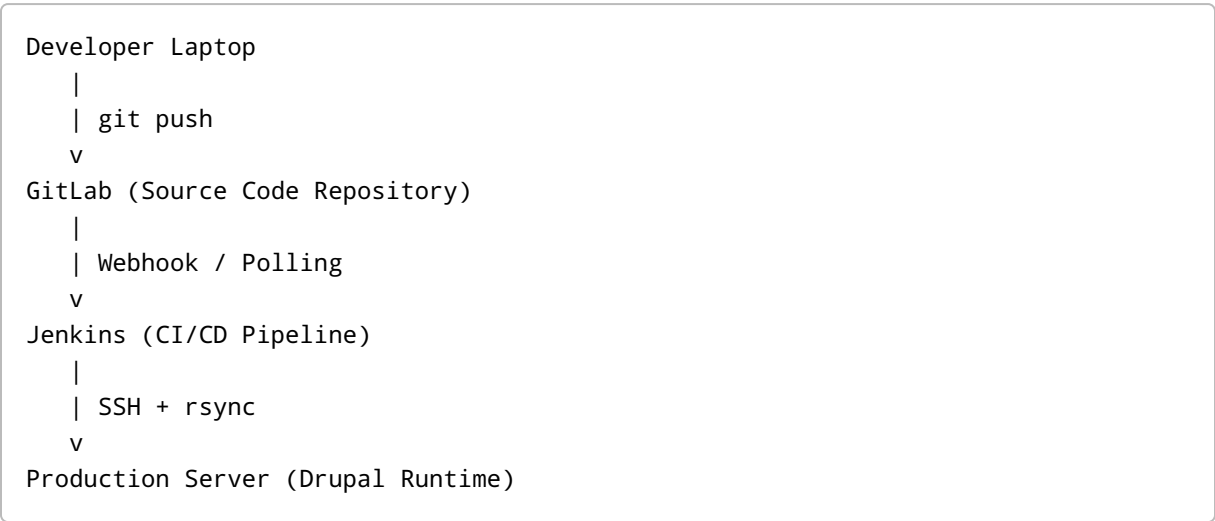 Developer Laptop
|
| git push
v
GitLab (Source Code Repository)
|
| Webhook / Polling
v
Jenkins (CI/CD Pipeline)
|
| SSH + rsync
v
Production Server (Drupal Runtime)